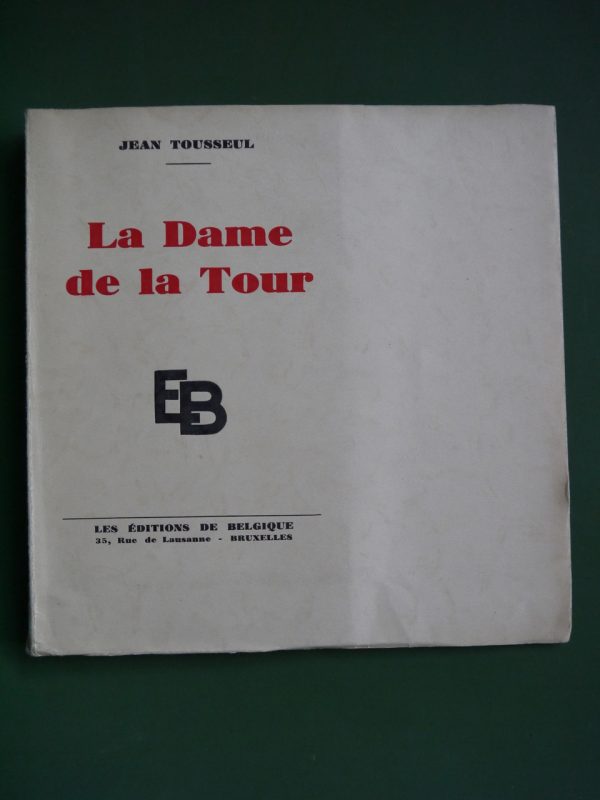 JEAN TOUSSEUL
La Dame
de la Tour
EB
LES ÉDITIONS DE BELGIQUE
35, Rue de Lausanne - BRUXELLES